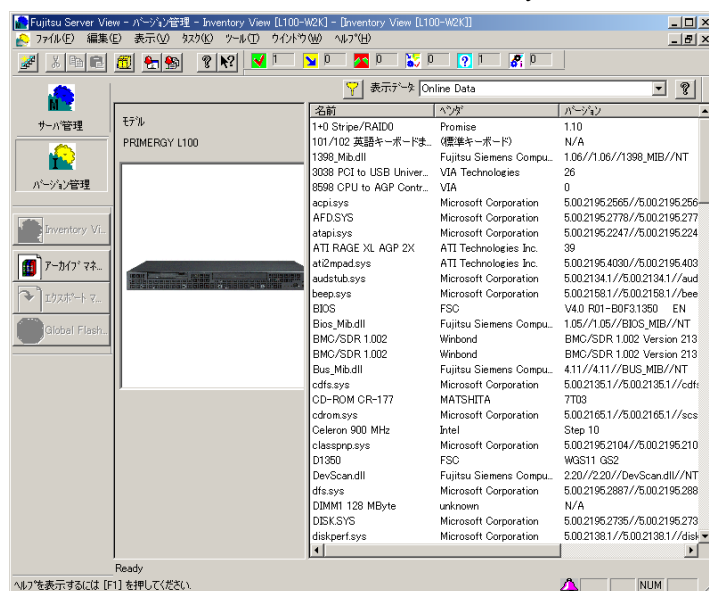 Fujitsu Server View - バージョン管理 - Inventory View [L100-W2K] - [Inventory View [L100-W2K]]
ファイル(F) 編集(E) 表示(V) タスク(K) ツール(T) ウインドウ(W) ヘルプ(H)
1 0 0 0 1 0
表示データ Online Data
サーバ管理
バージョン管理
Inventory Vi...
アーカイブ マネ...
エクスポート マ...
Global Flash...
モデル
PRIMERGY L100
名前 ベンダ バージョン
1+0 Stripe/RAID0 Promise 1.10
101/102 英語キーボードま... (標準キーボード) N/A
1398_Mib.dll Fujitsu Siemens Compu... 1.06//1.06//1398_MIB//NT
3038 PCI to USB Univer... VIA Technologies 26
8598 CPU to AGP Contr... VIA 0
acpi.sys Microsoft Corporation 5.00.2195.2565//5.00.2195.256
AFD.SYS Microsoft Corporation 5.00.2195.2778//5.00.2195.277
atapi.sys Microsoft Corporation 5.00.2195.2247//5.00.2195.224
ATI RAGE XL AGP 2X ATI Technologies Inc. 39
ati2mpad.sys ATI Technologies Inc. 5.00.2195.4030//5.00.2195.403
audstub.sys Microsoft Corporation 5.00.2134.1//5.00.2134.1//aud
beep.sys Microsoft Corporation 5.00.2158.1//5.00.2158.1//bee
BIOS FSC V4.0 R01-B0F3.1350 EN
Bios_Mib.dll Fujitsu Siemens Compu... 1.05//1.05//BIOS_MIB//NT
BMC/SDR 1.002 Winbond BMC/SDR 1.002 Version 213
BMC/SDR 1.002 Winbond BMC/SDR 1.002 Version 213
Bus_Mib.dll Fujitsu Siemens Compu... 4.11//4.11//BUS_MIB//NT
cdfs.sys Microsoft Corporation 5.00.2135.1//5.00.2135.1//cdfs
CD-ROM CR-177 MATSHITA 7T03
cdrom.sys Microsoft Corporation 5.00.2165.1//5.00.2165.1//scs
Celeron 900 MHz Intel Step 10
classpnp.sys Microsoft Corporation 5.00.2195.2104//5.00.2195.210
D1350 FSC WGS11 GS2
DevScan.dll Fujitsu Siemens Compu... 2.20//2.20//DevScan.dll//NT
dfs.sys Microsoft Corporation 5.00.2195.2887//5.00.2195.288
DIMM1 128 MByte unknown N/A
DISK.SYS Microsoft Corporation 5.00.2195.2735//5.00.2195.273
diskperf.sys Microsoft Corporation 5.00.2138.1//5.00.2138.1//disk
Ready
ヘルプを表示するには [F1] を押してください. NUM